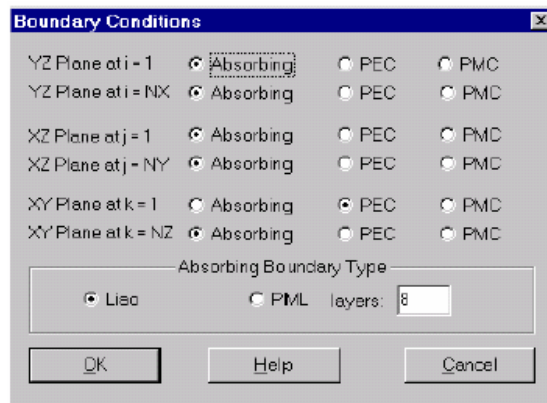 Boundary Conditions
YZ Plane at i = 1 Absorbing PEC PMC
YZ Plane at i = NX Absorbing PEC PMC
XZ Plane at j = 1 Absorbing PEC PMC
XZ Plane at j = NY Absorbing PEC PMC
XY Plane at k = 1 Absorbing PEC PMC
XY Plane at k = NZ Absorbing PEC PMC
Absorbing Boundary Type
Liao PML layers: 8
OK Help Cancel